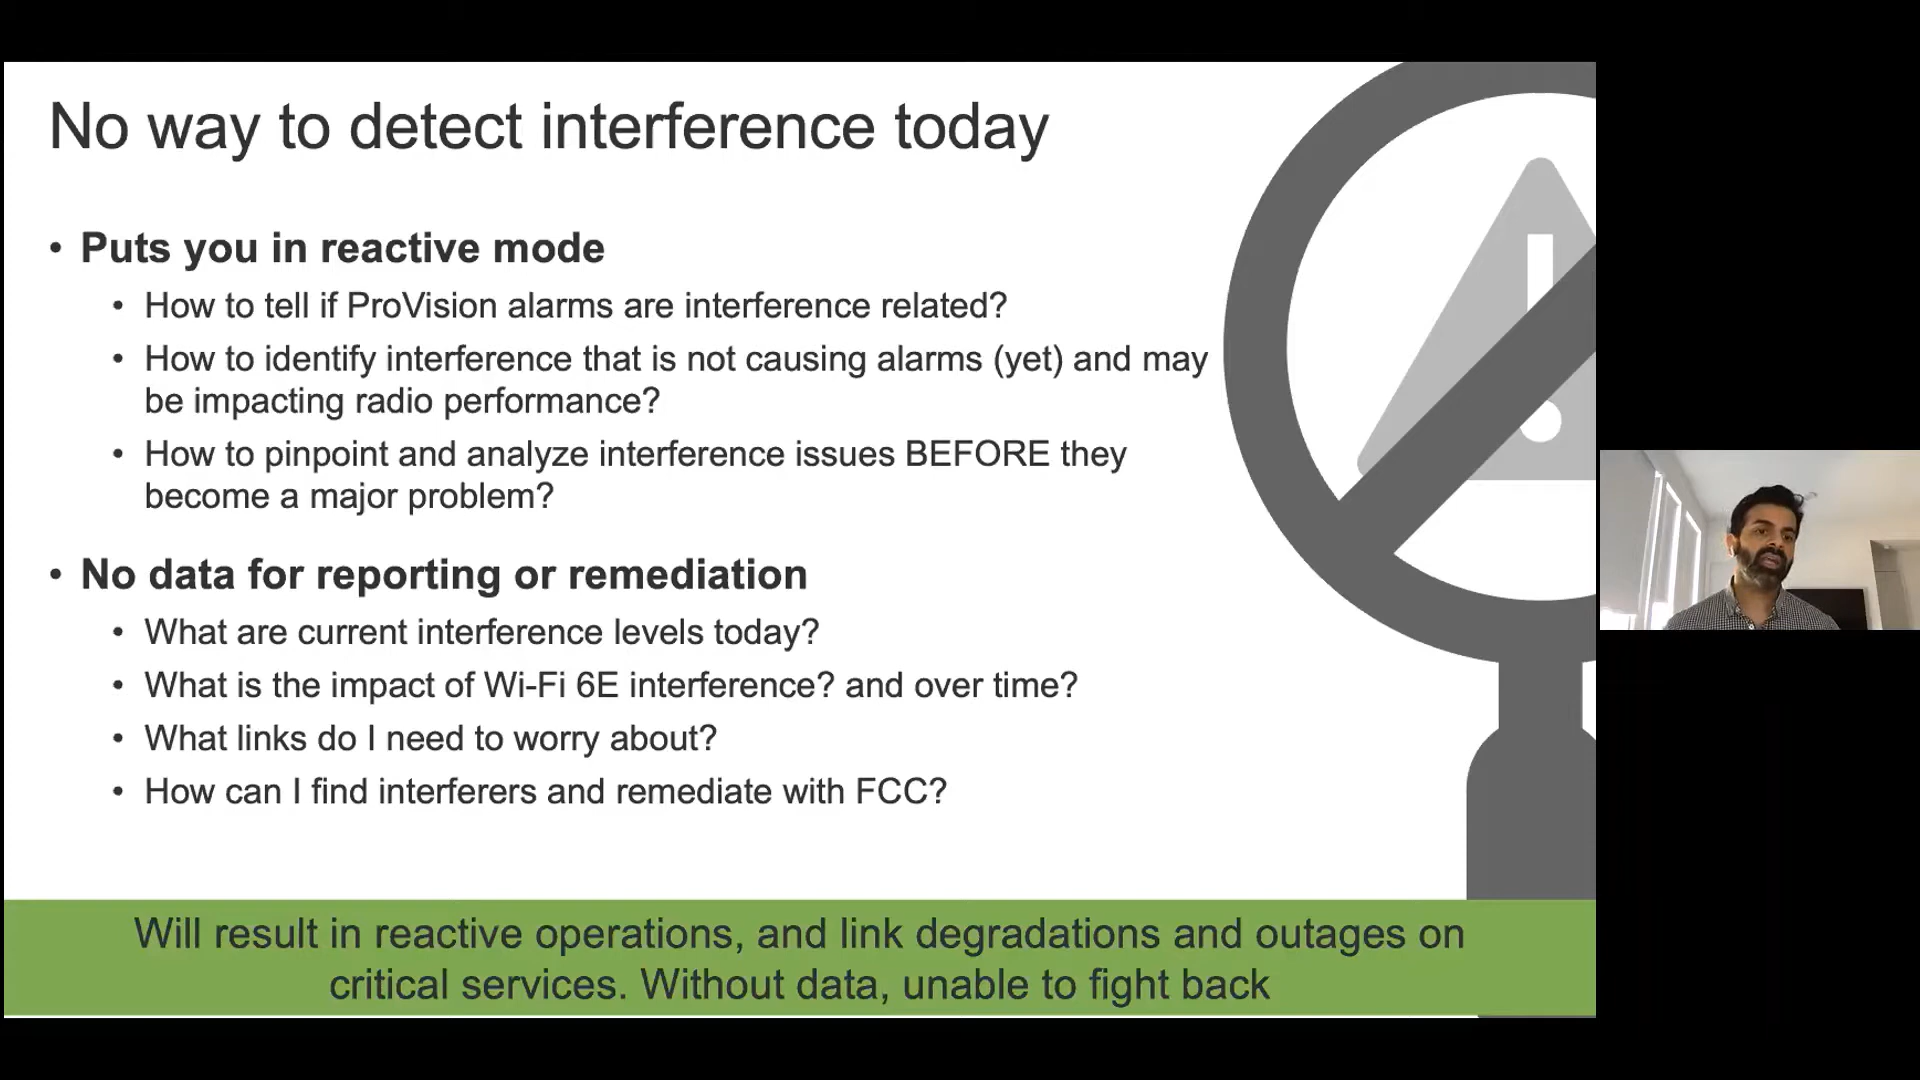 No way to detect interference today
• Puts you in reactive mode
• How to tell if ProVision alarms are interference related?
• How to identify interference that is not causing alarms (yet) and may
be impacting radio performance?
• How to pinpoint and analyze interference issues BEFORE they
become a major problem?
• No data for reporting or remediation
• What are current interference levels today?
• What is the impact of Wi-Fi 6E interference? and over time?
• What links do I need to worry about?
• How can I find interferers and remediate with FCC?
Will result in reactive operations, and link degradations and outages on
critical services. Without data, unable to fight back